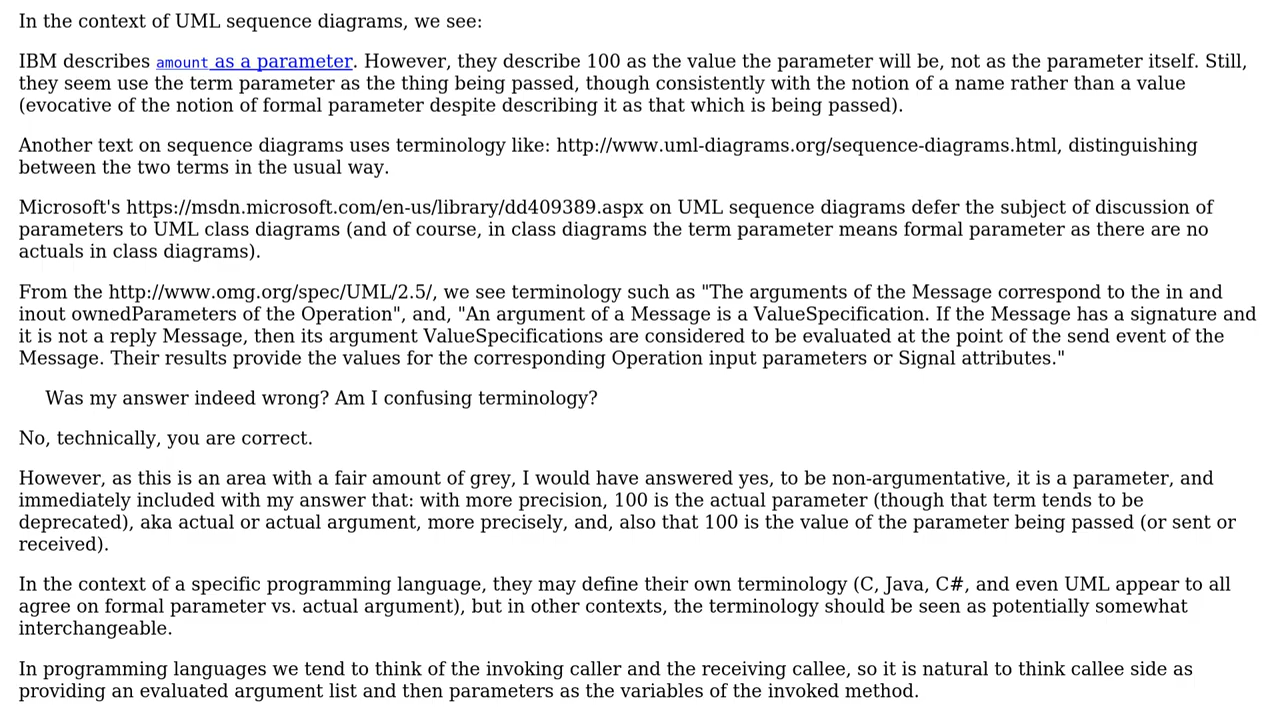 In the context of UML sequence diagrams, we see:
IBM describes amount as a parameter. However, they describe 100 as the value the parameter will be, not as the parameter itself. Still,
they seem use the term parameter as the thing being passed, though consistently with the notion of a name rather than a value
(evocative of the notion of formal parameter despite describing it as that which is being passed).
Another text on sequence diagrams uses terminology like: http://www.uml-diagrams.org/sequence-diagrams.html, distinguishing
between the two terms in the usual way.
Microsoft's https://msdn.microsoft.com/en-us/library/dd409389.aspx on UML sequence diagrams defer the subject of discussion of
parameters to UML class diagrams (and of course, in class diagrams the term parameter means formal parameter as there are no
actuals in class diagrams).
From the http://www.omg.org/spec/UML/2.5/, we see terminology such as "The arguments of the Message correspond to the in and
inout ownedParameters of the Operation", and, "An argument of a Message is a ValueSpecification. If the Message has a signature and
it is not a reply Message, then its argument ValueSpecifications are considered to be evaluated at the point of the send event of the
Message. Their results provide the values for the corresponding Operation input parameters or Signal attributes."
Was my answer indeed wrong? Am I confusing terminology?
No, technically, you are correct.
However, as this is an area with a fair amount of grey, I would have answered yes, to be non-argumentative, it is a parameter, and
immediately included with my answer that: with more precision, 100 is the actual parameter (though that term tends to be
deprecated), aka actual or actual argument, more precisely, and, also that 100 is the value of the parameter being passed (or sent or
received).
In the context of a specific programming language, they may define their own terminology (C, Java, C#, and even UML appear to all
agree on formal parameter vs. actual argument), but in other contexts, the terminology should be seen as potentially somewhat
interchangeable.
In programming languages we tend to think of the invoking caller and the receiving callee, so it is natural to think callee side as
providing an evaluated argument list and then parameters as the variables of the invoked method.